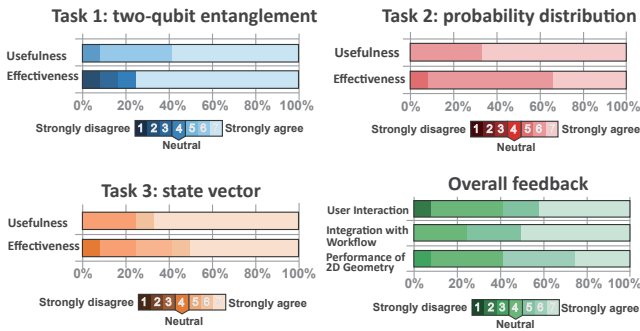 Task 1: two-qubit entanglement
Usefulness
Effectiveness
0% 20% 40% 60% 80% 100%
Strongly disagree 1 2 3 4 5 6 7 Strongly agree
Neutral
Task 2: probability distribution
Usefulness
Effectiveness
0% 20% 40% 60% 80% 100%
Strongly disagree 1 2 3 4 5 6 7 Strongly agree
Neutral
Task 3: state vector
Usefulness
Effectiveness
0% 20% 40% 60% 80% 100%
Strongly disagree 1 2 3 4 5 6 7 Strongly agree
Neutral
Overall feedback
User Interaction
Integration with
Workflow
Performance of
2D Geometry
0% 20% 40% 60% 80% 100%
Strongly disagree 1 2 3 4 5 6 7 Strongly agree
Neutral